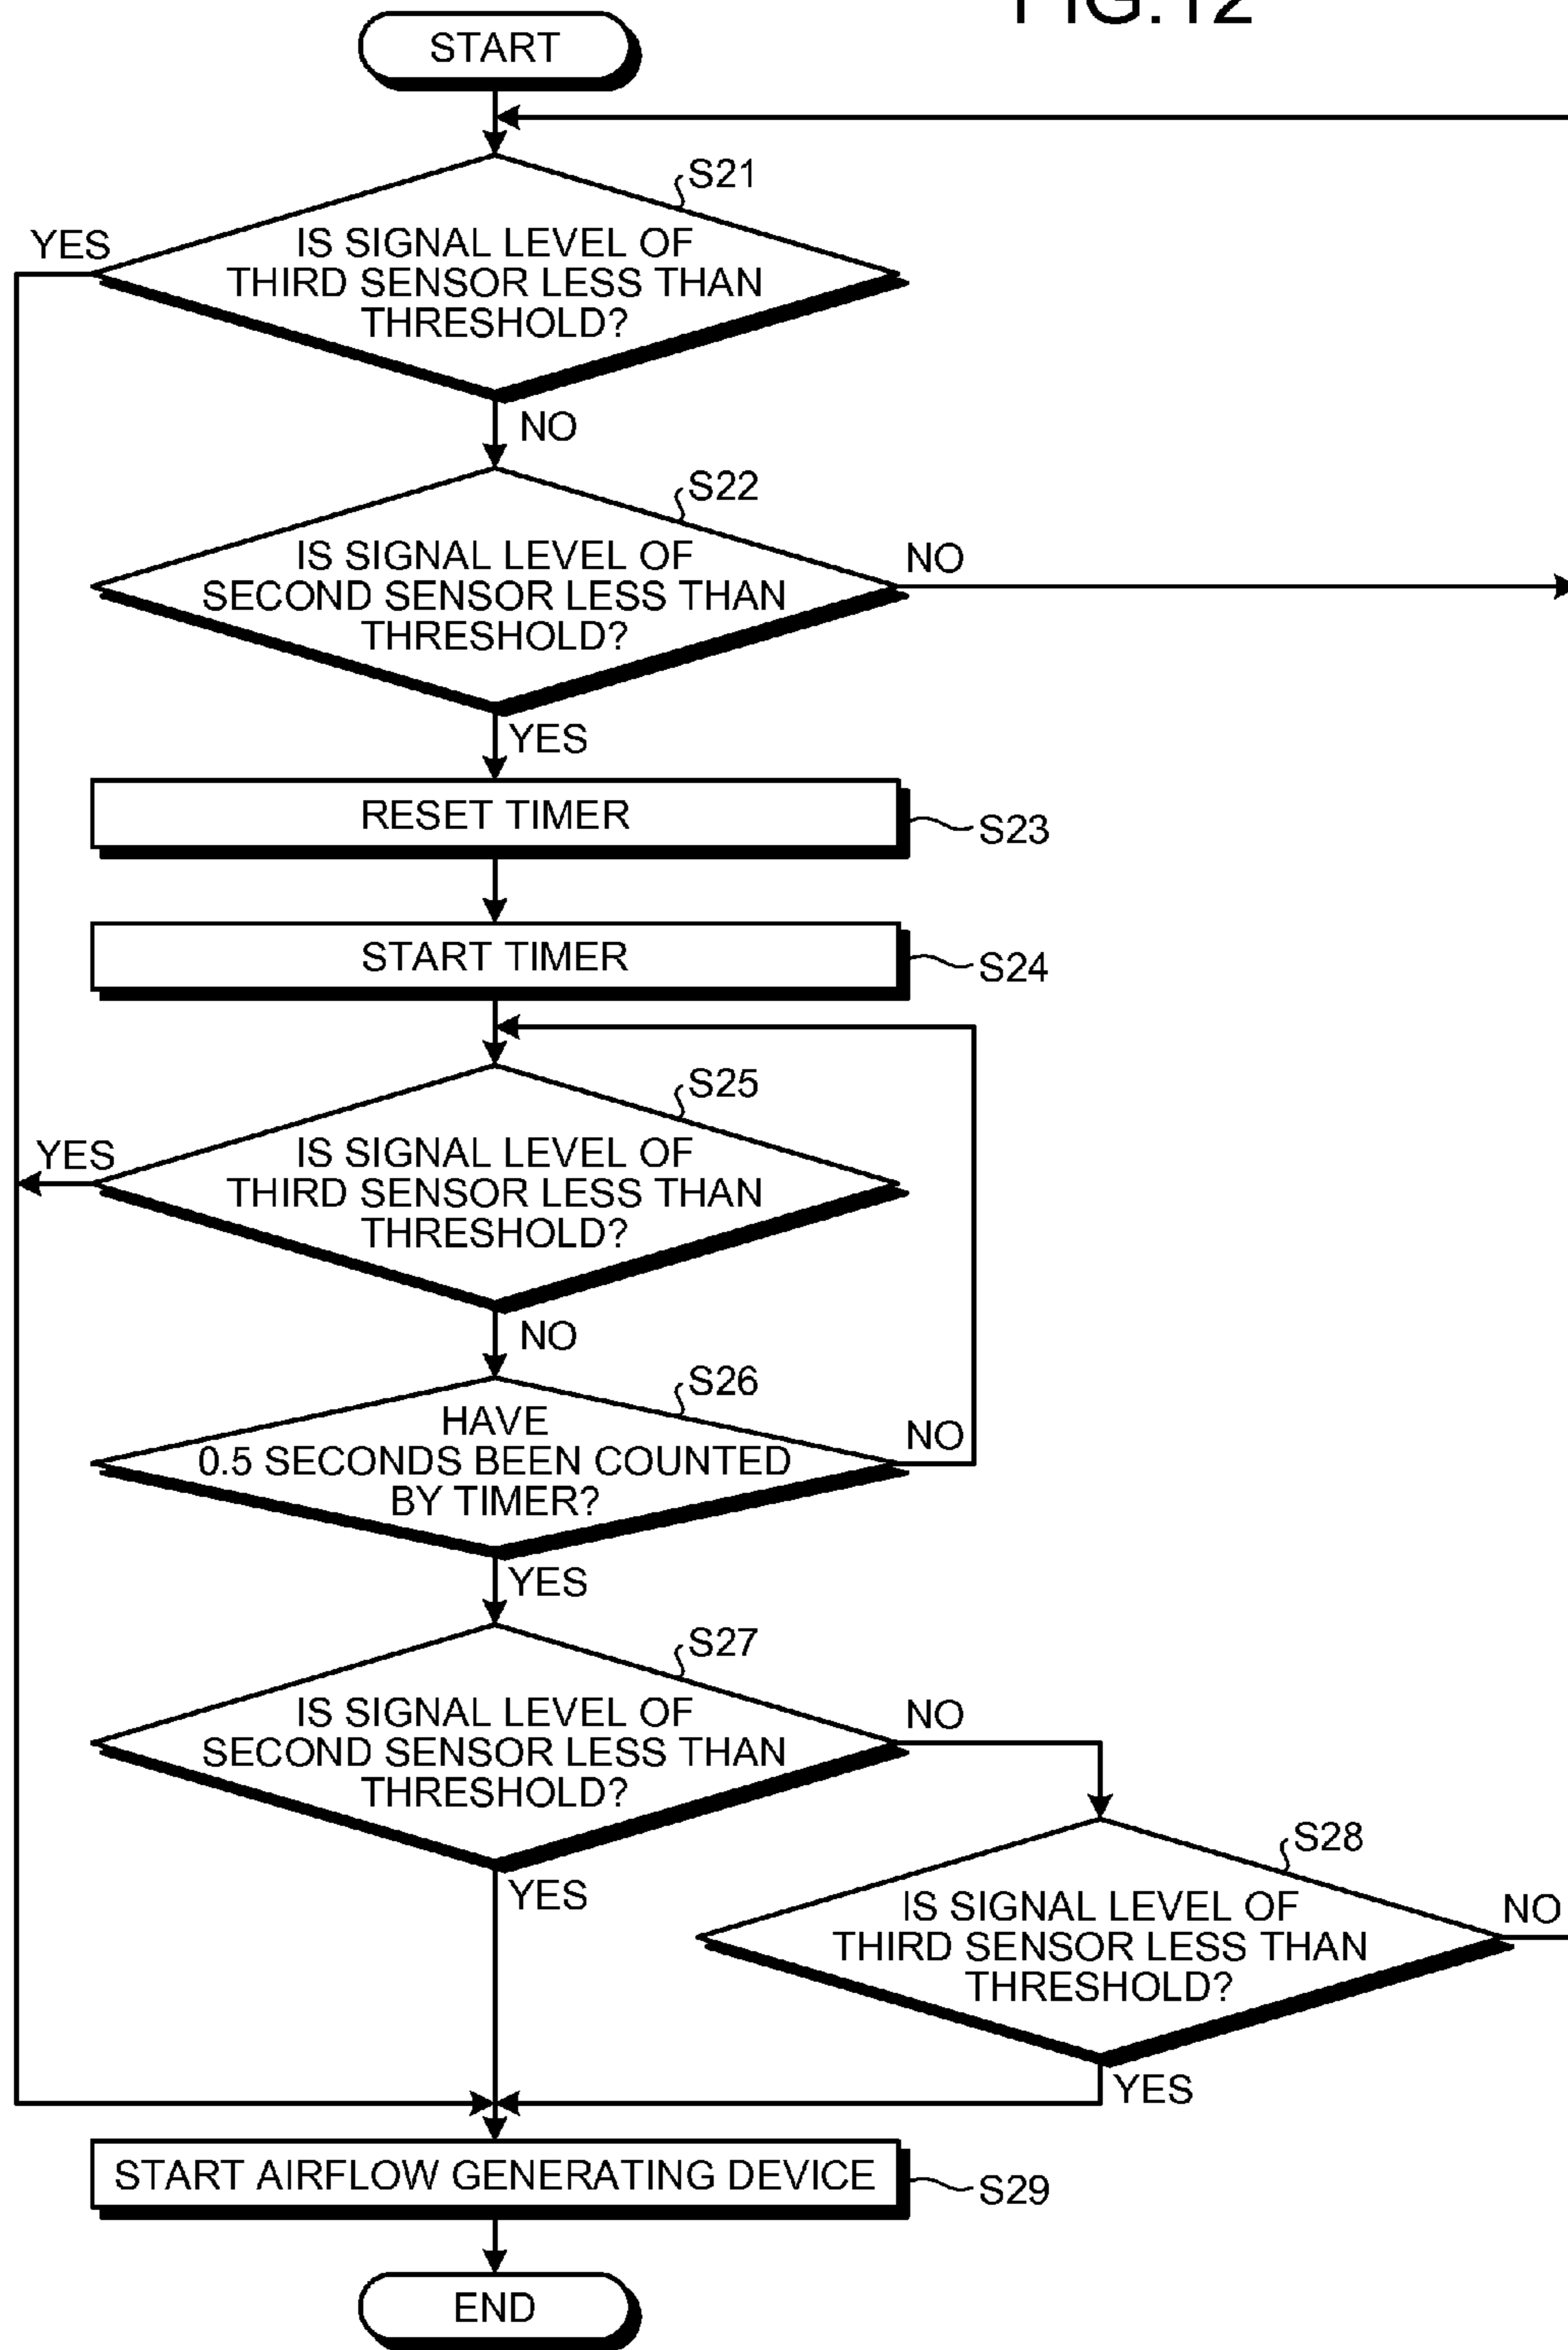 FIG.12
START
S21
YES
IS SIGNAL LEVEL OF
THIRD SENSOR LESS THAN
THRESHOLD?
NO
S22
IS SIGNAL LEVEL OF
SECOND SENSOR LESS THAN
THRESHOLD?
NO
YES
RESET TIMER
S23
START TIMER
S24
S25
YES
IS SIGNAL LEVEL OF
THIRD SENSOR LESS THAN
THRESHOLD?
NO
S26
HAVE
0.5 SECONDS BEEN COUNTED
BY TIMER?
NO
YES
S27
IS SIGNAL LEVEL OF
SECOND SENSOR LESS THAN
THRESHOLD?
NO
YES
S28
IS SIGNAL LEVEL OF
THIRD SENSOR LESS THAN
THRESHOLD?
NO
YES
START AIRFLOW GENERATING DEVICE
S29
END